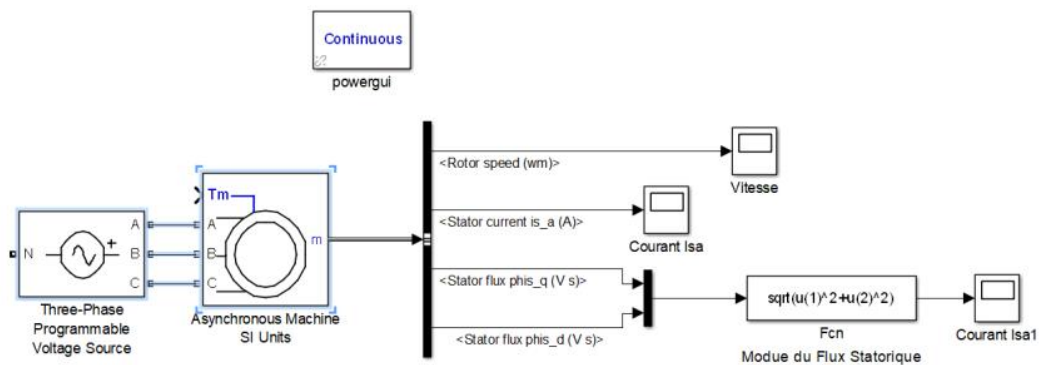 Continuous
powergui
<Rotor speed (wm)>
Vitesse
Tm
<Stator current is_a (A)>
Courant Isa
N
+
A
B
C
A
B
C
m
<Stator flux phis_q (V s)>
sqrt(u(1)^2+u(2)^2)
<Stator flux phis_d (V s)>
Fcn
Courant Isa1
Modue du Flux Statorique
Three-Phase
Programmable
Voltage Source
Asynchronous Machine
SI Units